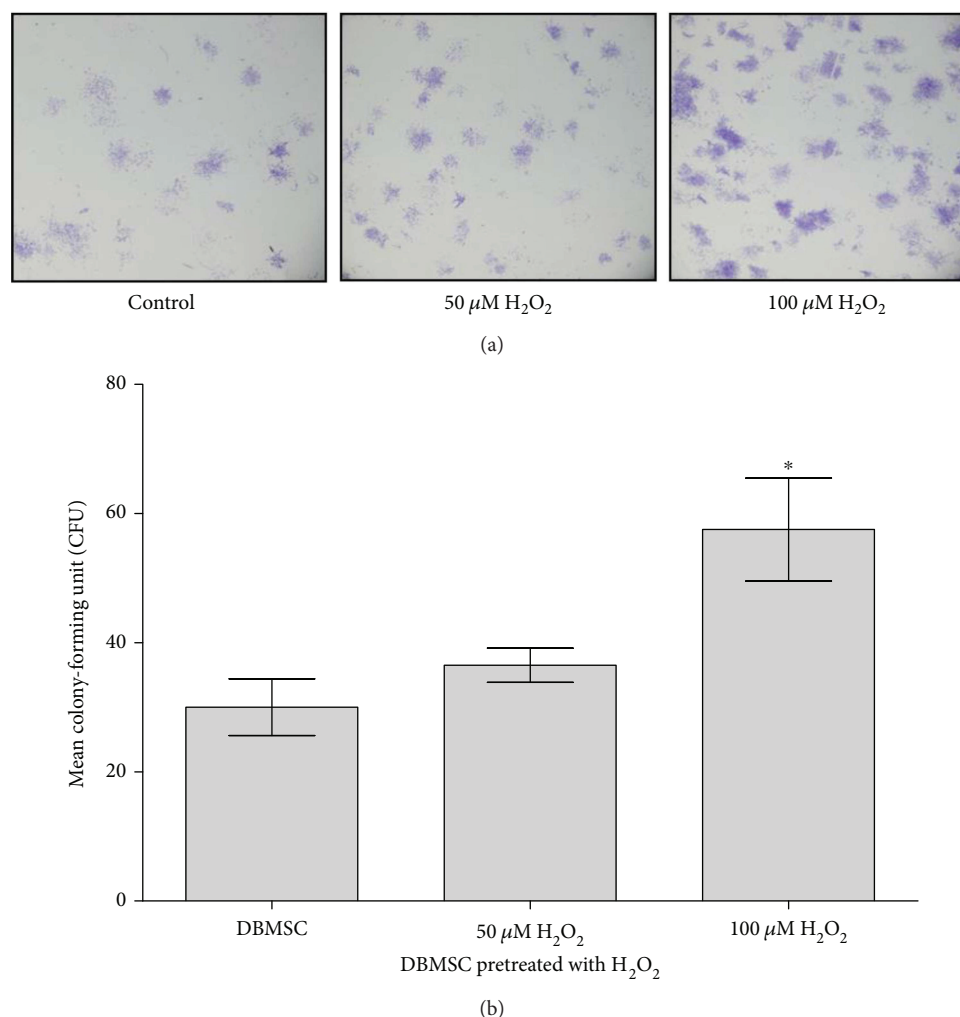 Control
50 μM H₂O₂
100 μM H₂O₂
(a)
80
60
40
20
0
Mean colony-forming unit (CFU)
*
DBMSC
50 μM H₂O₂
100 μM H₂O₂
DBMSC pretreated with H₂O₂
(b)